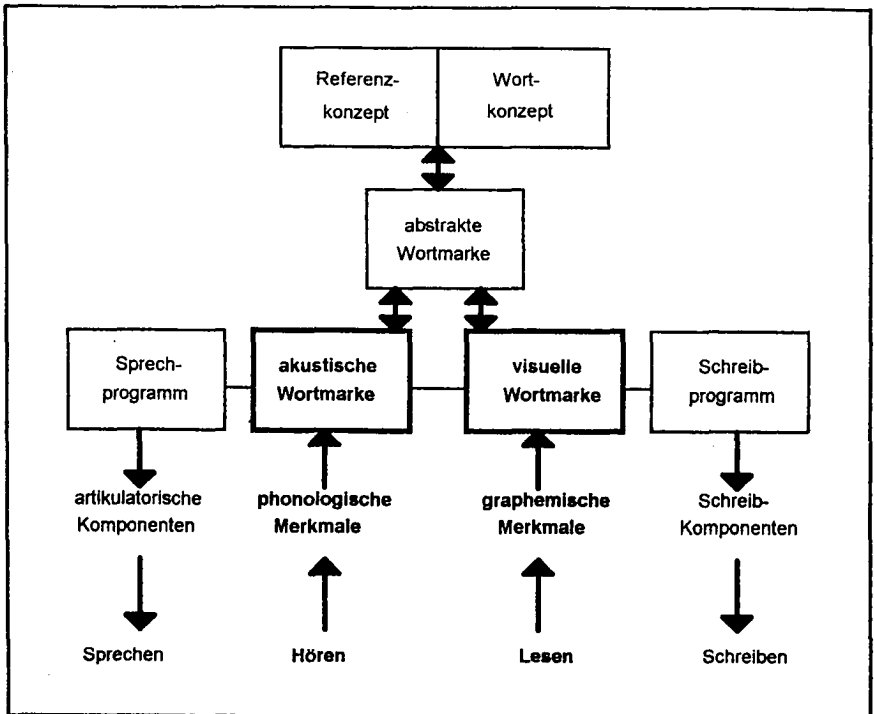 Referenz-
konzept
Wort-
konzept
abstrakte
Wortmarke
Sprech-
programm
akustische
Wortmarke
visuelle
Wortmarke
Schreib-
programm
artikulatorische
Komponenten
phonologische
Merkmale
graphemische
Merkmale
Schreib-
Komponenten
Sprechen
Hören
Lesen
Schreiben